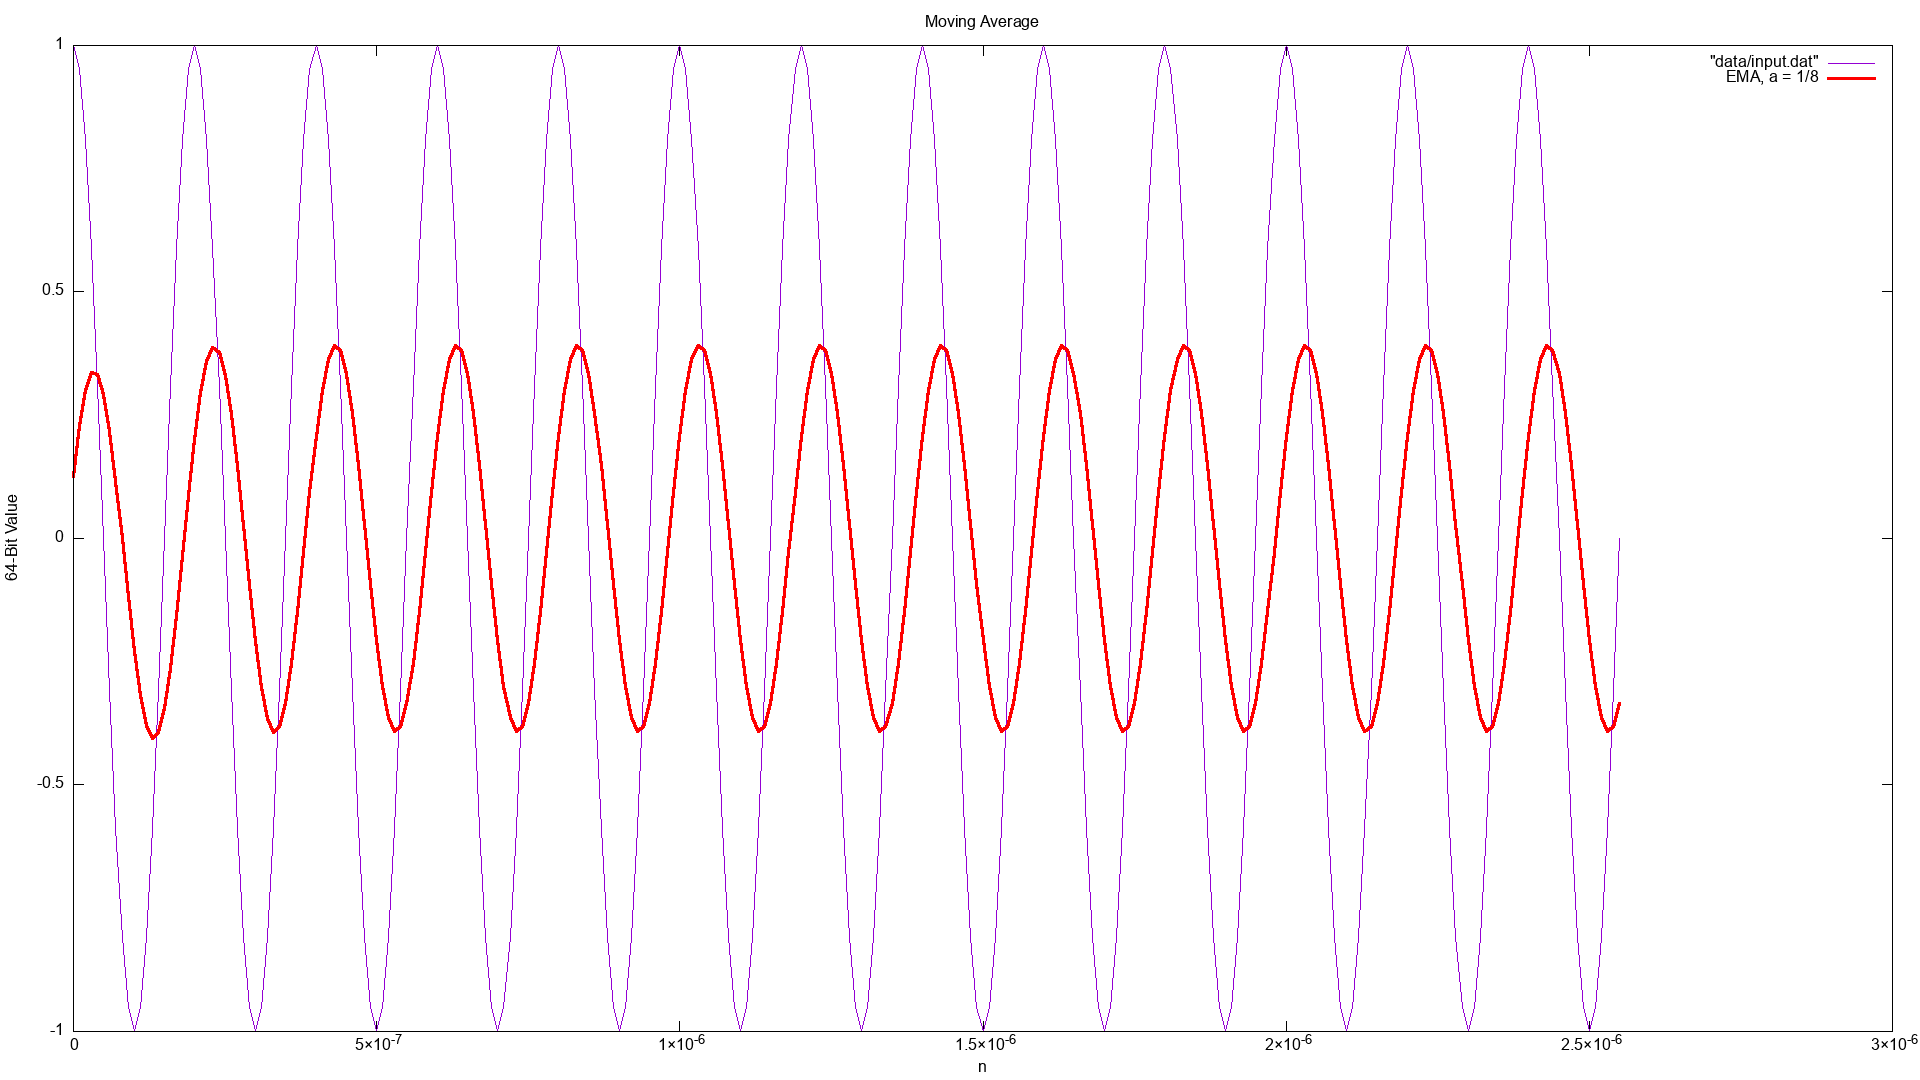 Moving Average
"data/input.dat"
EMA, a = 1/8
1
0.5
0
-0.5
-1
64-Bit Value
0
5×10⁻⁷
1×10⁻⁶
1.5×10⁻⁶
2×10⁻⁶
2.5×10⁻⁶
3×10⁻⁶
n